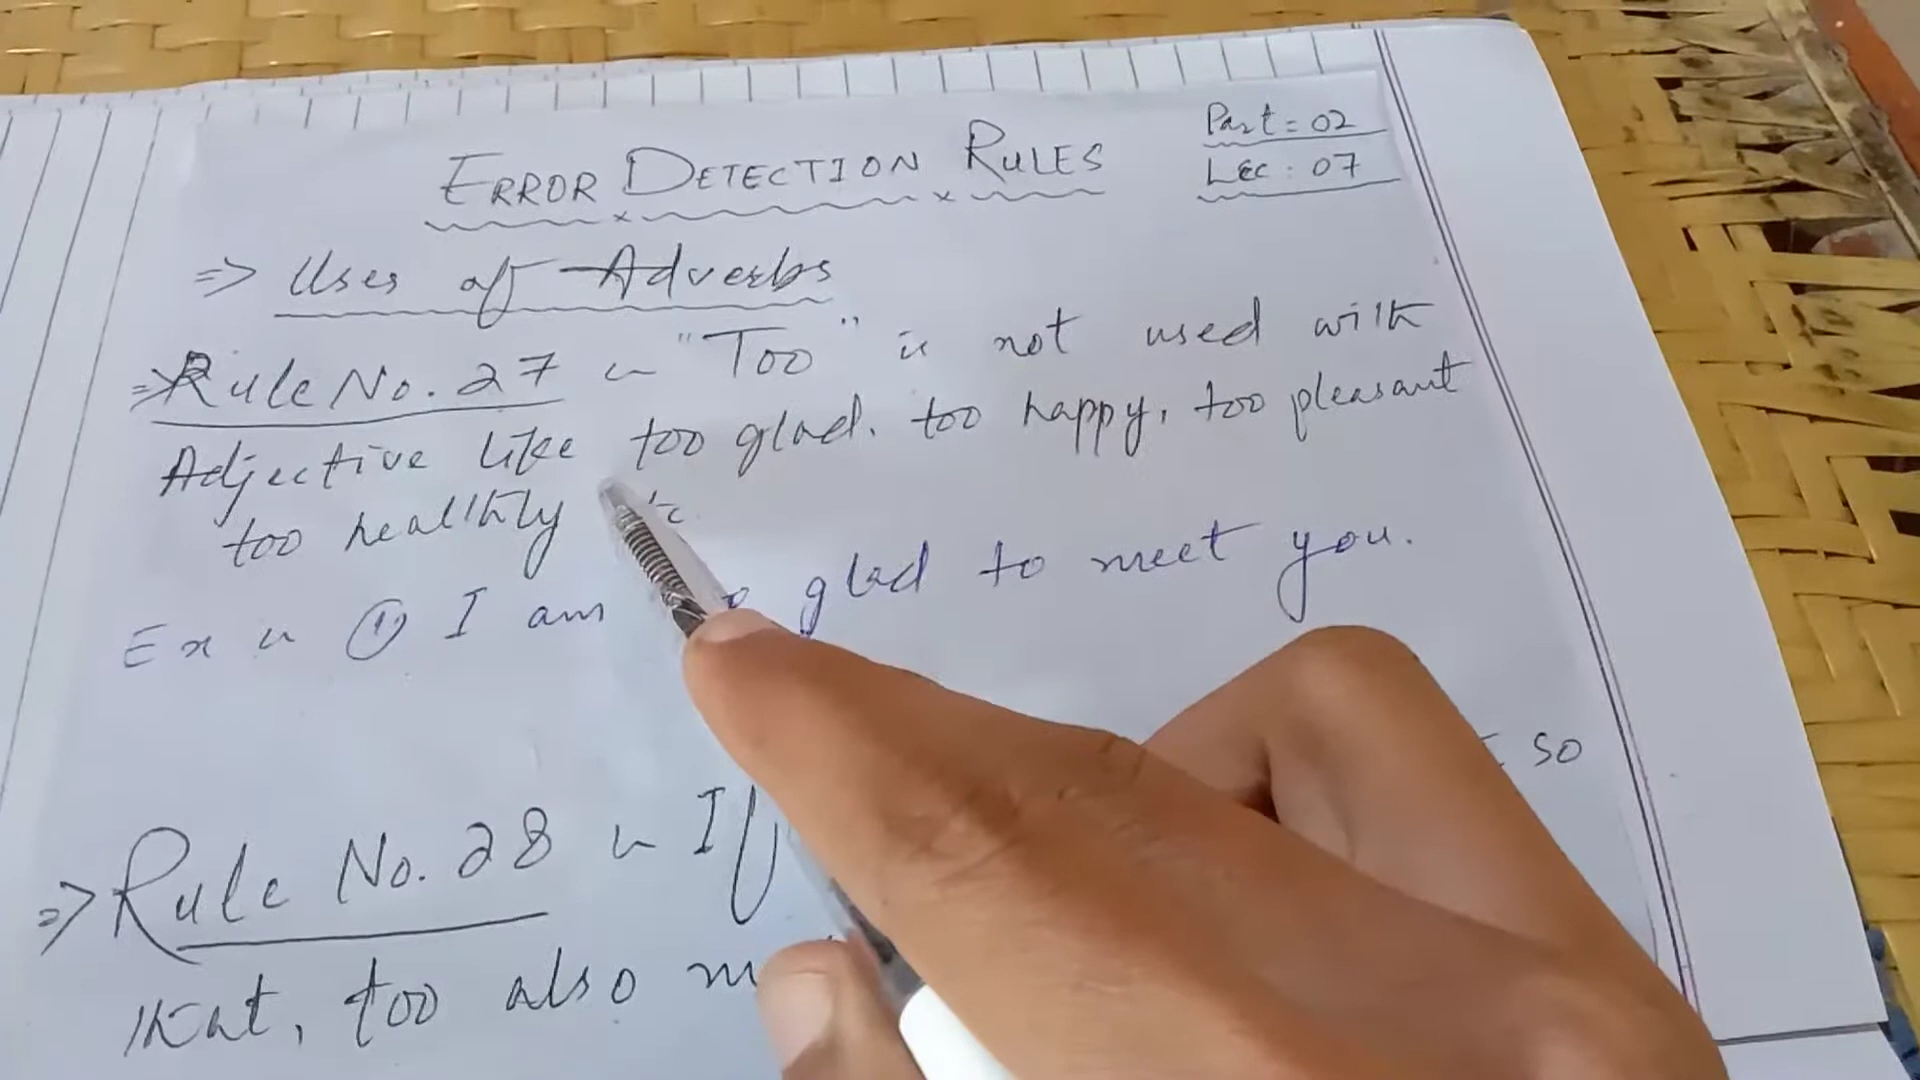 ERROR DETECTION RULES
Part = 02
Lec : 07
=> Uses of Adverbs
=> Rule No. 27 "Too" is not used with
Adjective like too glad, too happy, too pleasant
too healthy
Ex ① I am glad to meet you.
so
=> Rule No. 28 If
that, too also